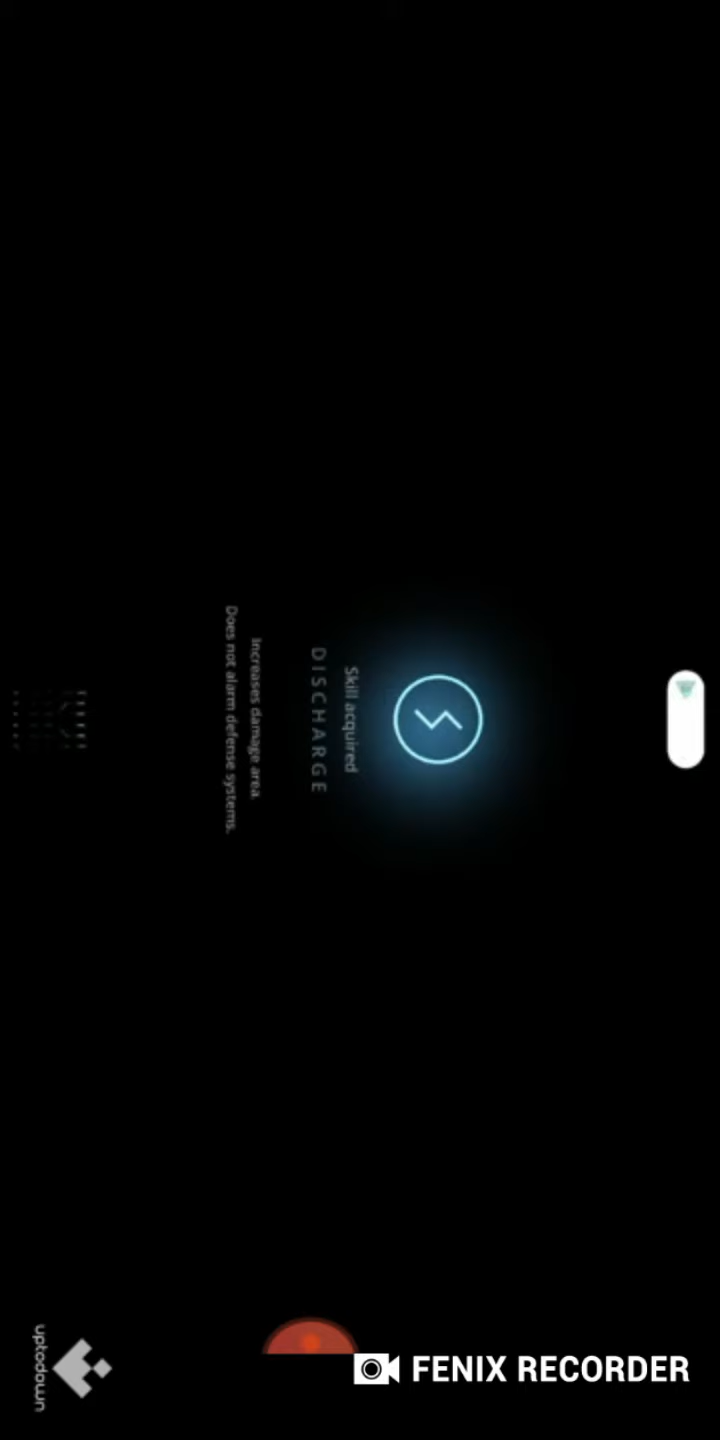 Skill acquired
DISCHARGE
Increases damage area.
Does not alarm defense systems.
uptodown
FENIX RECORDER